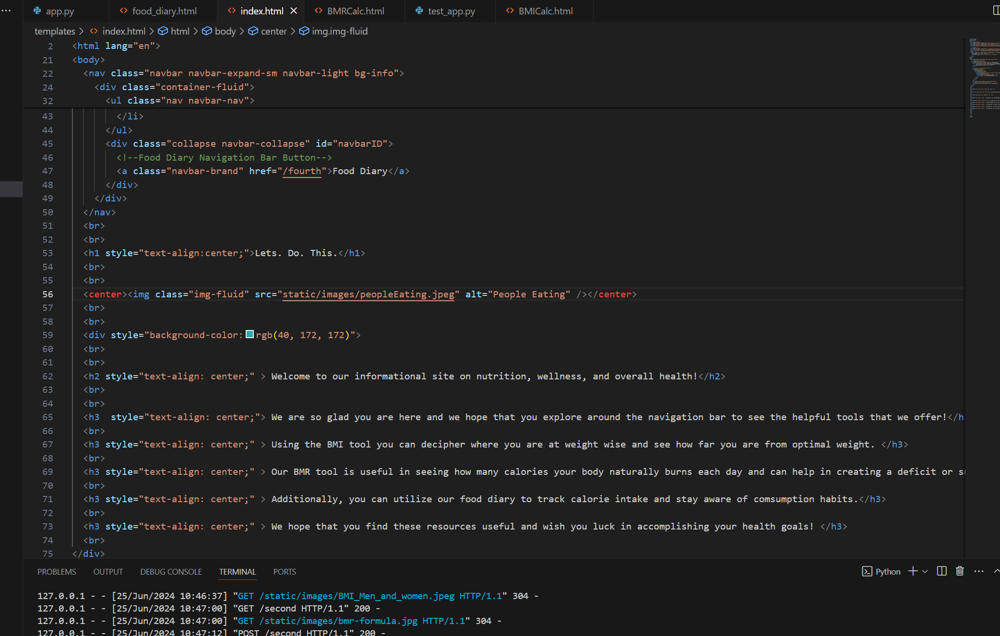 app.py food_diary.html index.html BMRCalc.html test_app.py BMICalc.html
templates > index.html > html > body > center > img.img-fluid
2 <html lang="en">
21 <body>
22 <nav class="navbar navbar-expand-sm navbar-light bg-info">
24 <div class="container-fluid">
32 <ul class="nav navbar-nav">
43 </li>
44 </ul>
45 <div class="collapse navbar-collapse" id="navbarID">
46 <!--Food Diary Navigation Bar Button-->
47 <a class="navbar-brand" href="/fourth">Food Diary</a>
48 </div>
49 </div>
50 </nav>
51 <br>
52 <br>
53 <h1 style="text-align:center;">Lets. Do. This.</h1>
54 <br>
55 <br>
56 <center><img class="img-fluid" src="static/images/peopleEating.jpeg" alt="People Eating" /></center>
57 <br>
58 <br>
59 <div style="background-color:rgb(40, 172, 172)">
60 <br>
61 <br>
62 <h2 style="text-align: center;" > Welcome to our informational site on nutrition, wellness, and overall health!</h2>
63 <br>
64 <br>
65 <h3  style="text-align: center;"> We are so glad you are here and we hope that you explore around the navigation bar to see the helpful tools that we offer!</h3
66 <br>
67 <h3 style="text-align: center;" > Using the BMI tool you can decipher where you are at weight wise and see how far you are from optimal weight. </h3>
68 <br>
69 <h3 style="text-align: center;" > Our BMR tool is useful in seeing how many calories your body naturally burns each day and can help in creating a deficit or
70 <br>
71 <h3 style="text-align: center;" > Additionally, you can utilize our food diary to track calorie intake and stay aware of comsumption habits.</h3>
72 <br>
73 <h3 style="text-align: center;" > We hope that you find these resources useful and wish you luck in accomplishing your health goals! </h3>
74 <br>
75 </div>
PROBLEMS OUTPUT DEBUG CONSOLE TERMINAL PORTS Python
127.0.0.1 - - [25/Jun/2024 10:46:37] "GET /static/images/BMI_Men_and_women.jpeg HTTP/1.1" 304 -
127.0.0.1 - - [25/Jun/2024 10:47:00] "GET /second HTTP/1.1" 200 -
127.0.0.1 - - [25/Jun/2024 10:47:00] "GET /static/images/bmr-formula.jpg HTTP/1.1" 304 -
127.0.0.1 - - [25/Jun/2024 10:47:12] "POST /second HTTP/1.1" 200 -